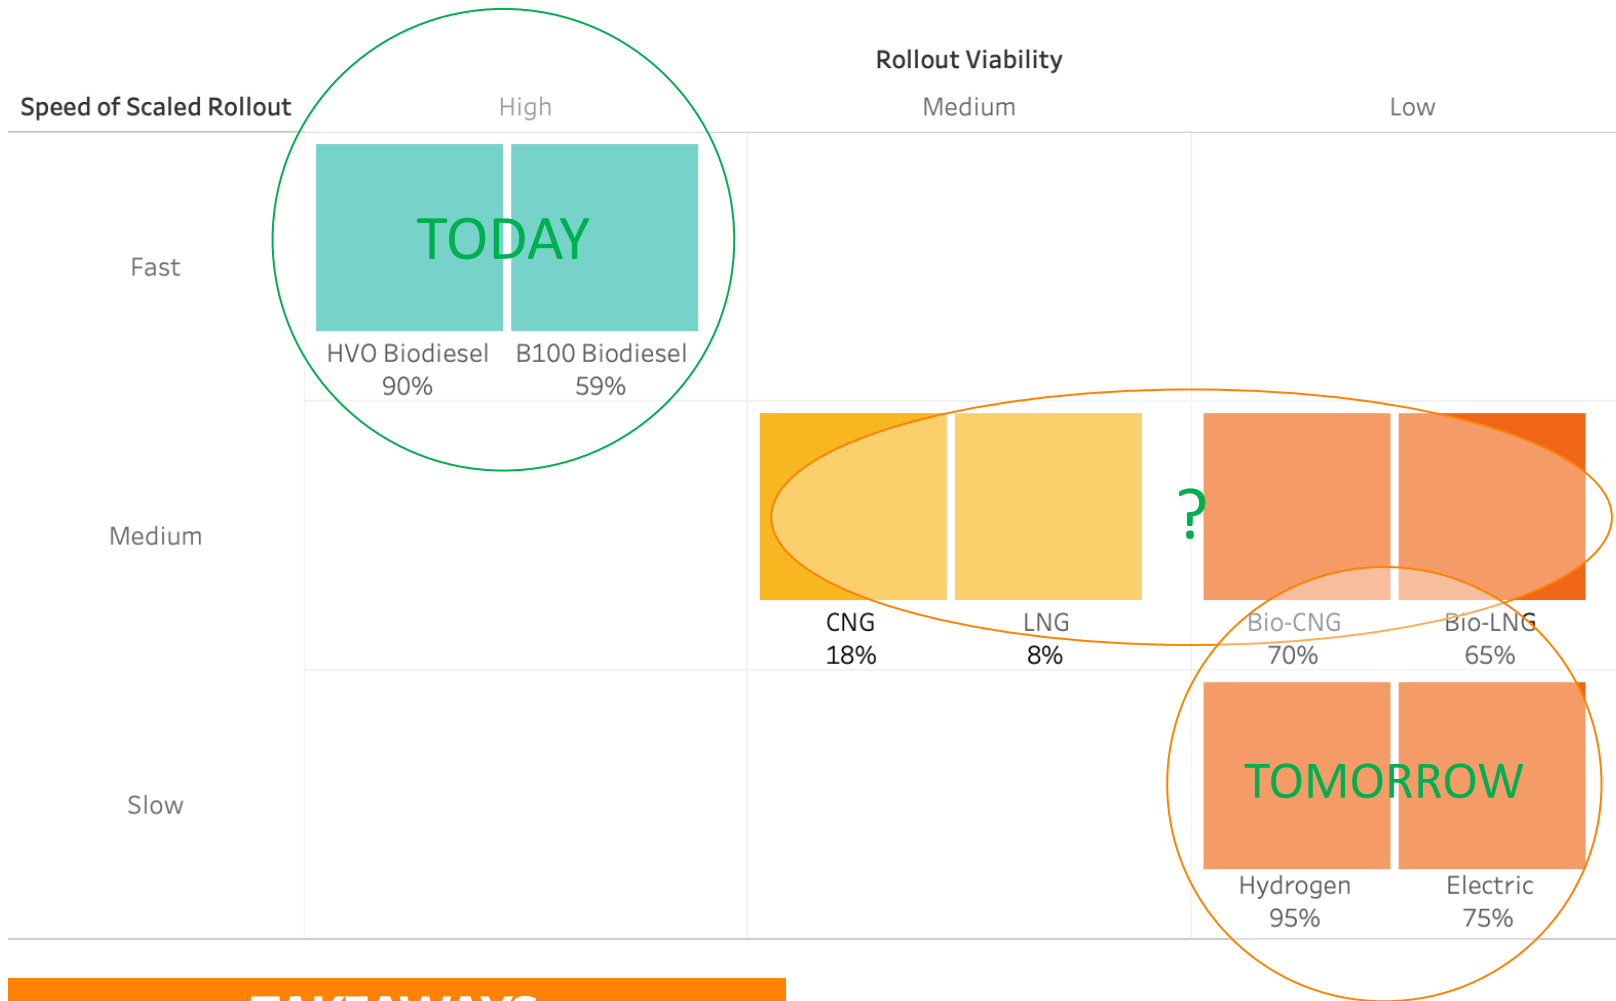 Rollout Viability
Speed of Scaled Rollout High Medium Low
Fast
TODAY
HVO Biodiesel B100 Biodiesel
90% 59%
Medium
?
CNG LNG Bio-CNG Bio-LNG
18% 8% 70% 65%
Slow
TOMORROW
Hydrogen Electric
95% 75%
TAKEAWAYS